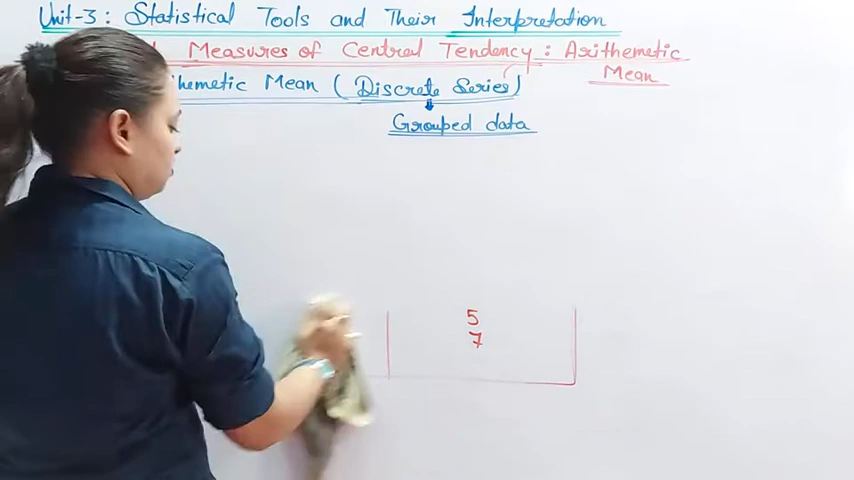 Unit-3: Statistical Tools and Their Interpretation
Measures of Central Tendency: Arithemetic
Mean
hemetic Mean (Discrete Series)
Grouped data
5
7